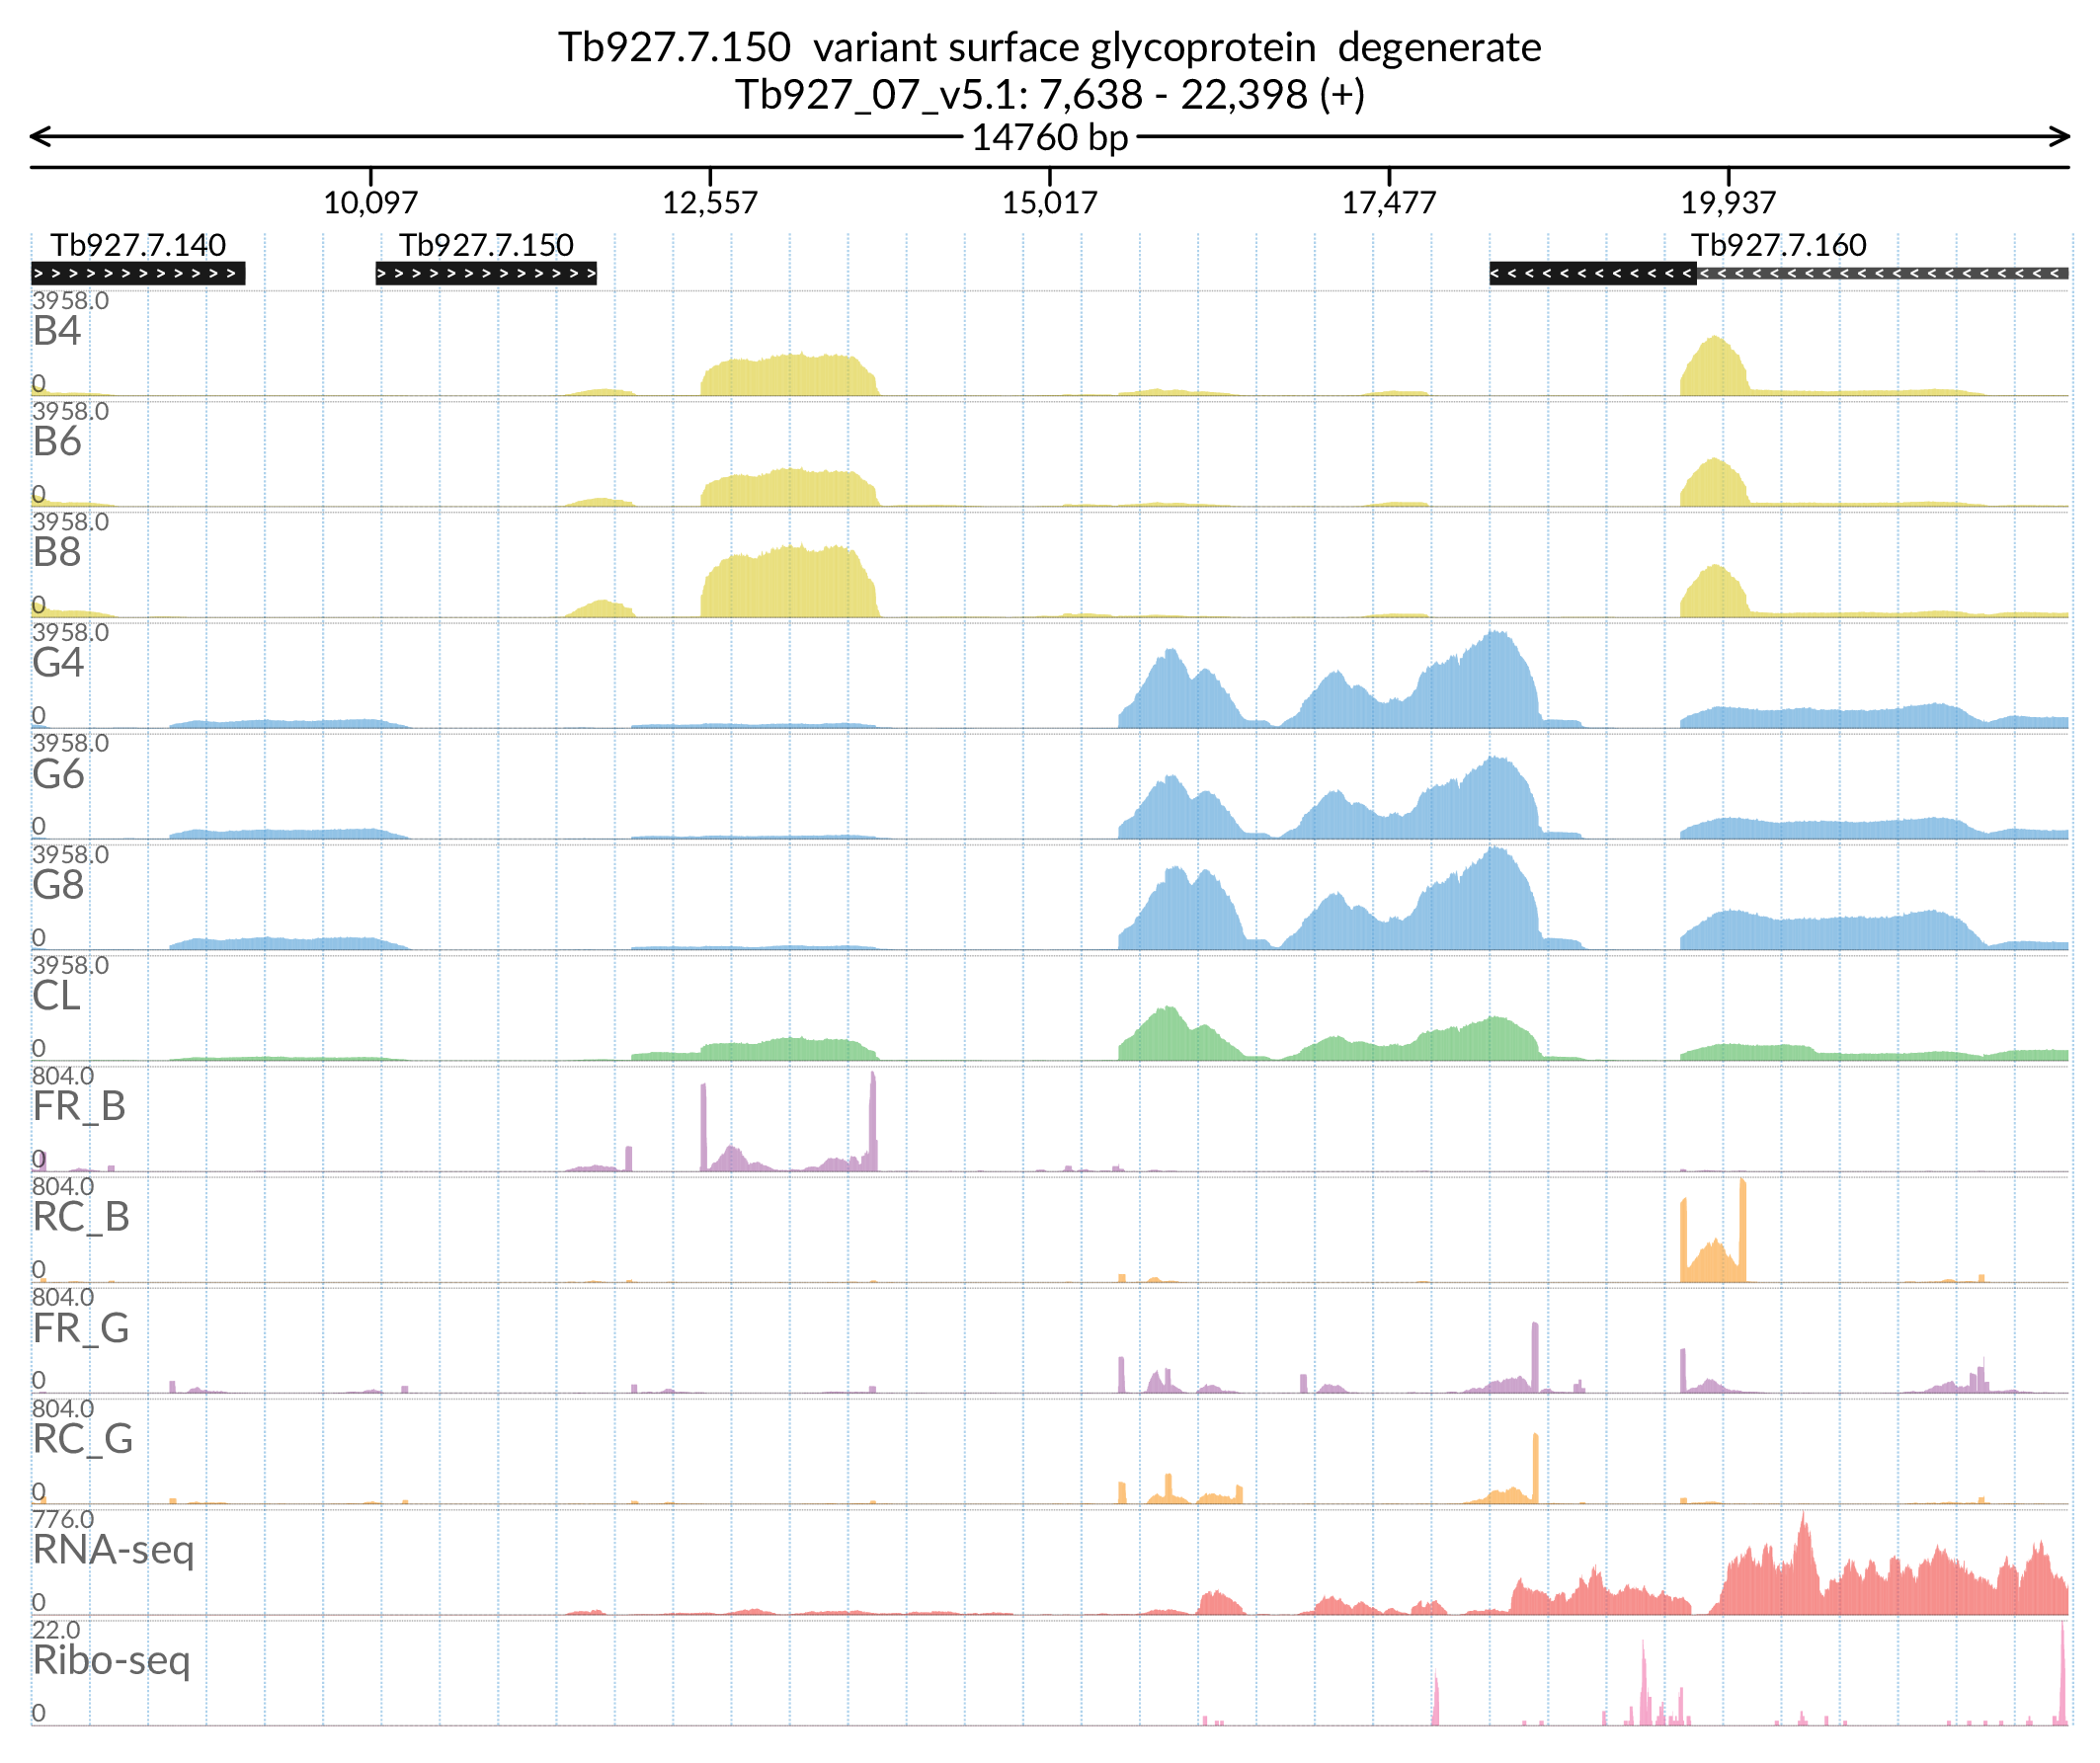 Tb927.7.150  variant surface glycoprotein  degenerate
Tb927_07_v5.1: 7,638 - 22,398 (+)
14760 bp
10,097 12,557 15,017 17,477 19,937
Tb927.7.140 Tb927.7.150 Tb927.7.160
3958.0
B4
0
3958.0
B6
0
3958.0
B8
0
3958.0
G4
0
3958.0
G6
0
3958.0
G8
0
3958.0
CL
0
804.0
FR_B
0
804.0
RC_B
0
804.0
FR_G
0
804.0
RC_G
0
776.0
RNA-seq
0
22.0
Ribo-seq
0